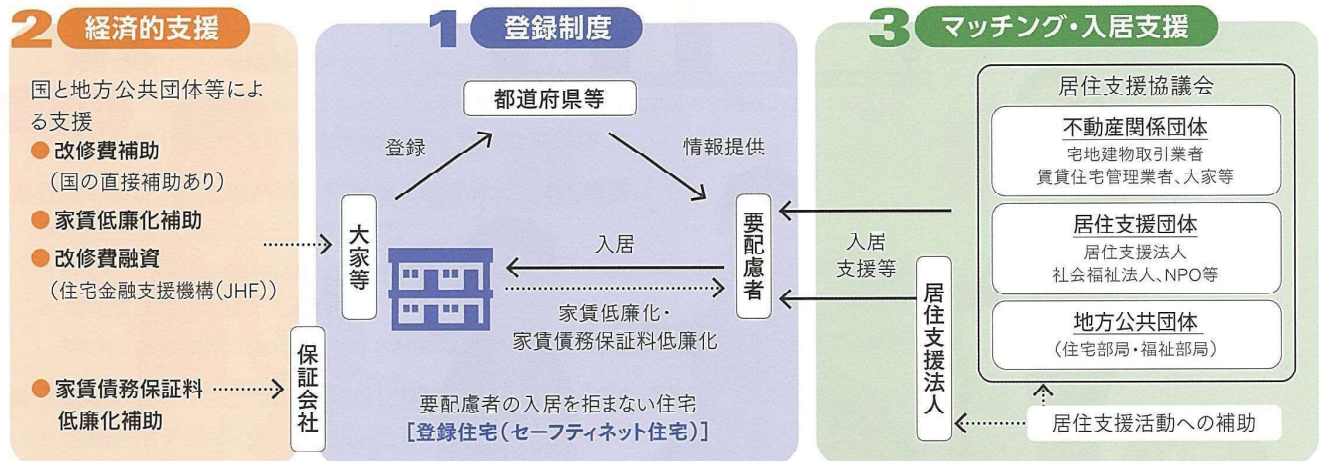 2 経済的支援
国と地方公共団体等によ
る支援
● 改修費補助
(国の直接補助あり)
● 家賃低廉化補助
● 改修費融資
(住宅金融支援機構(JHF))
● 家賃債務保証料
低廉化補助
保証会社
1 登録制度
都道府県等
登録
情報提供
大家等
要配慮者
入居
家賃低廉化・
家賃債務保証料低廉化
要配慮者の入居を拒まない住宅
[登録住宅(セーフティネット住宅)]
3 マッチング・入居支援
入居
支援等
居住支援法人
居住支援協議会
不動産関係団体
宅地建物取引業者
賃貸住宅管理業者、大家等
居住支援団体
居住支援法人
社会福祉法人、NPO等
地方公共団体
(住宅部局・福祉部局)
居住支援活動への補助